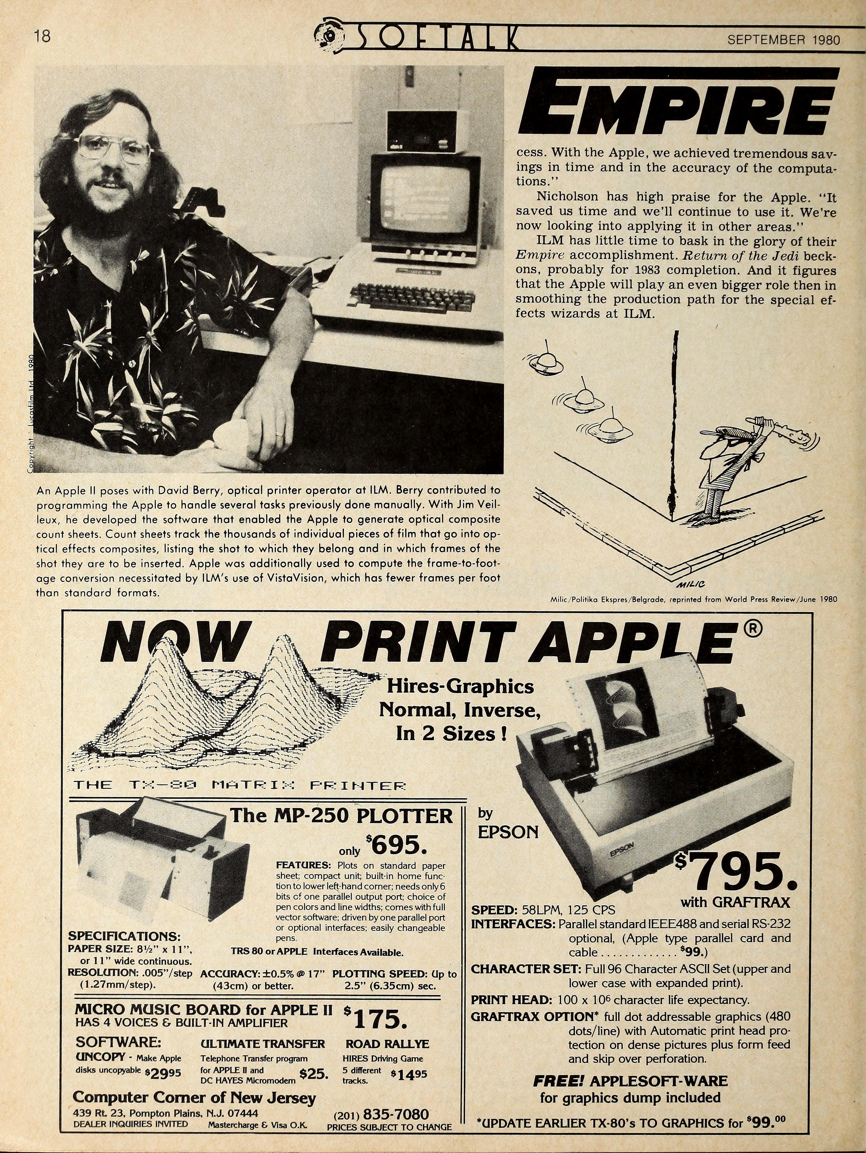 18
SOFTALK
SEPTEMBER 1980
EMPIRE
cess. With the Apple, we achieved tremendous sav-
ings in time and in the accuracy of the computa-
tions."
Nicholson has high praise for the Apple. "It
saved us time and we'll continue to use it. We're
now looking into applying it in other areas."
ILM has little time to bask in the glory of their
Empire accomplishment. Return of the Jedi beck-
ons, probably for 1983 completion. And it figures
that the Apple will play an even bigger role then in
smoothing the production path for the special ef-
fects wizards at ILM.
Copyright Lucasfilm Ltd. 1980
An Apple II poses with David Berry, optical printer operator at ILM. Berry contributed to
programming the Apple to handle several tasks previously done manually. With Jim Veil-
leux, he developed the software that enabled the Apple to generate optical composite
count sheets. Count sheets track the thousands of individual pieces of film that go into op-
tical effects composites, listing the shot to which they belong and in which frames of the
shot they are to be inserted. Apple was additionally used to compute the frame-to-foot-
age conversion necessitated by ILM's use of VistaVision, which has fewer frames per foot
than standard formats.
MILIC
Milic/Politika Ekspres/Belgrade, reprinted from World Press Review/June 1980
NOW PRINT APPLE®
Hires-Graphics
Normal, Inverse,
In 2 Sizes !
THE TX-80 MATRIX PRINTER
by
EPSON
EPSON
$795.
with GRAFTRAX
The MP-250 PLOTTER
only $695.
FEATURES: Plots on standard paper
sheet; compact unit; built-in home func-
tion to lower left-hand corner; needs only 6
bits of one parallel output port; choice of
pen colors and line widths; comes with full
vector software; driven by one parallel port
or optional interfaces; easily changeable
pens.
SPECIFICATIONS:
PAPER SIZE: 8½" x 11",
or 11" wide continuous.
TRS 80 or APPLE Interfaces Available.
RESOLUTION: .005"/step
(1.27mm/step).
ACCURACY: ±0.5% @ 17"
(43cm) or better.
PLOTTING SPEED: Up to
2.5" (6.35cm) sec.
MICRO MUSIC BOARD for APPLE II $175.
HAS 4 VOICES & BUILT-IN AMPLIFIER
SOFTWARE:
UNCOPY - Make Apple
disks uncopyable $29 95
ULTIMATE TRANSFER
Telephone Transfer program
for APPLE II and
DC HAYES Micromodem $25.
ROAD RALLYE
HIRES Driving Game
5 different
tracks. $14 95
Computer Corner of New Jersey
439 Rt. 23, Pompton Plains, N.J. 07444
(201) 835-7080
DEALER INQUIRIES INVITED Mastercharge & Visa O.K. PRICES SUBJECT TO CHANGE
SPEED: 58LPM, 125 CPS
INTERFACES: Parallel standard IEEE488 and serial RS-232
optional, (Apple type parallel card and
cable . . . . . . . . . . . . . $99.)
CHARACTER SET: Full 96 Character ASCII Set (upper and
lower case with expanded print).
PRINT HEAD: 100 x 10⁶ character life expectancy.
GRAFTRAX OPTION* full dot addressable graphics (480
dots/line) with Automatic print head pro-
tection on dense pictures plus form feed
and skip over perforation.
FREE! APPLESOFT-WARE
for graphics dump included
*UPDATE EARLIER TX-80's TO GRAPHICS for $99.00